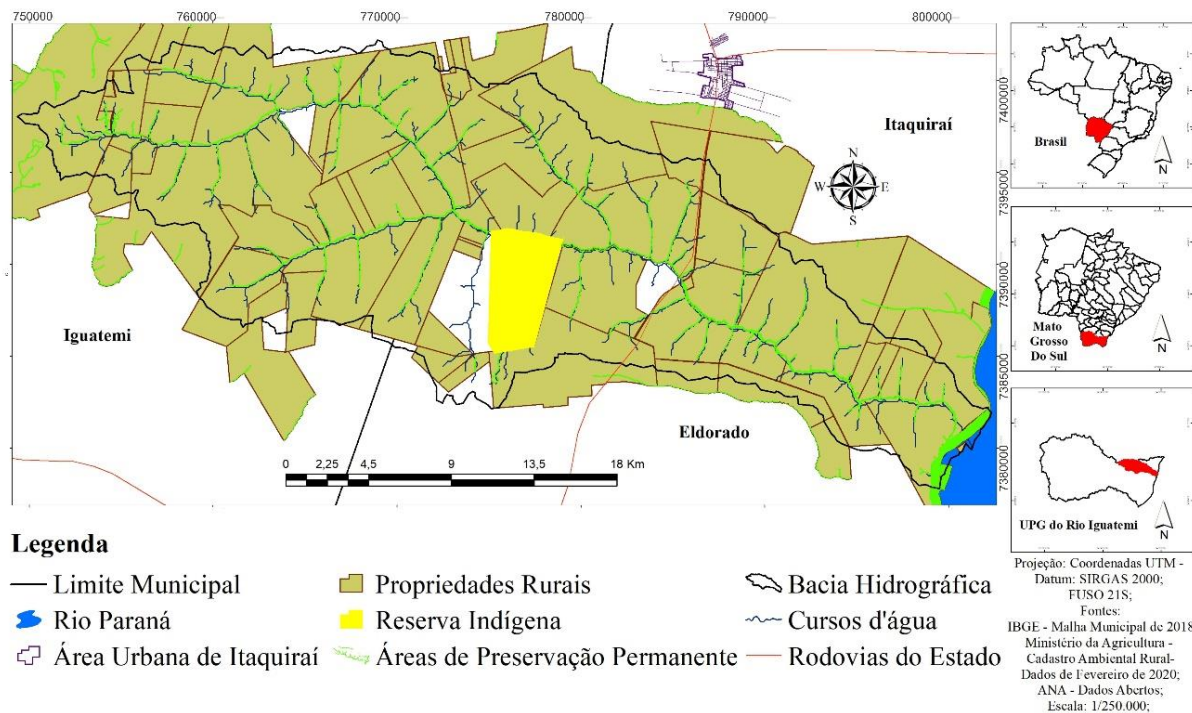 750000 760000 770000 780000 790000 800000
7400000
7395000
7390000
7385000
7380000
Itaquiraí
N
W E
S
Iguatemi
Eldorado
0 2,25 4,5 9 13,5 18 Km
Brasil
N
Mato
Grosso
Do Sul
N
UPG do Rio Iguatemi
N
Legenda
Limite Municipal
Propriedades Rurais
Bacia Hidrográfica
Rio Paraná
Reserva Indígena
Cursos d'água
Área Urbana de Itaquiraí
Áreas de Preservação Permanente
Rodovias do Estado
Projeção: Coordenadas UTM -
Datum: SIRGAS 2000;
FUSO 21S;
Fontes:
IBGE - Malha Municipal de 2018
Ministério da Agricultura -
Cadastro Ambiental Rural-
Dados de Fevereiro de 2020;
ANA - Dados Abertos;
Escala: 1/250.000;